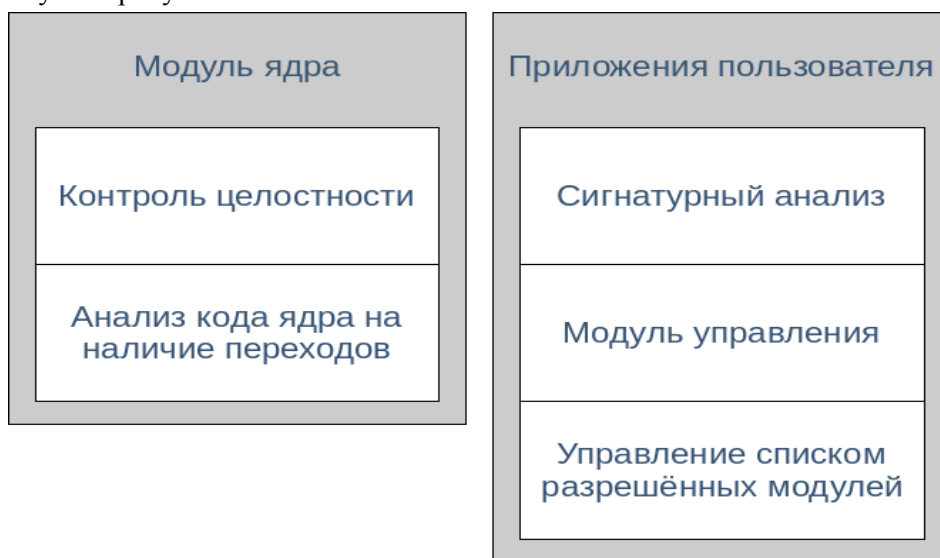 Модуль ядра
Контроль целостности
Анализ кода ядра на
наличие переходов
Приложения пользователя
Сигнатурный анализ
Модуль управления
Управление списком
разрешённых модулей